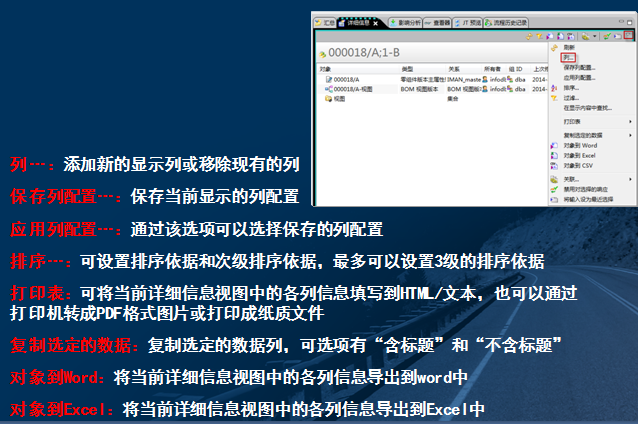 汇总 详细信息 影响分析 查看器 JT 预览 流程历史记录
000018/A;1-B
对象 类型 关系 所有者 组 ID 上次修
000018/A 零组件版本主属性 IMAN_maste infodl dba 2014-
000018/A-视图 BOM 视图版本 BOM 视图 infodl dba 2014-
视图 集合
刷新
列...
保存列配置...
应用列配置...
排序...
过滤...
在显示内容中查找...
打印表
复制选定的数据
对象到 Word
对象到 Excel
对象到 CSV
关联...
禁用对选择的响应
将输入设为最近选择
列…：添加新的显示列或移除现有的列
保存列配置…：保存当前显示的列配置
应用列配置…：通过该选项可以选择保存的列配置
排序…：可设置排序依据和次级排序依据，最多可以设置3级的排序依据
打印表：可将当前详细信息视图中的各列信息填写到HTML/文本，也可以通过
打印机转成PDF格式图片或打印成纸质文件
复制选定的数据：复制选定的数据列，可选项有“含标题”和“不含标题”
对象到Word：将当前详细信息视图中的各列信息导出到word中
对象到Excel：将当前详细信息视图中的各列信息导出到Excel中